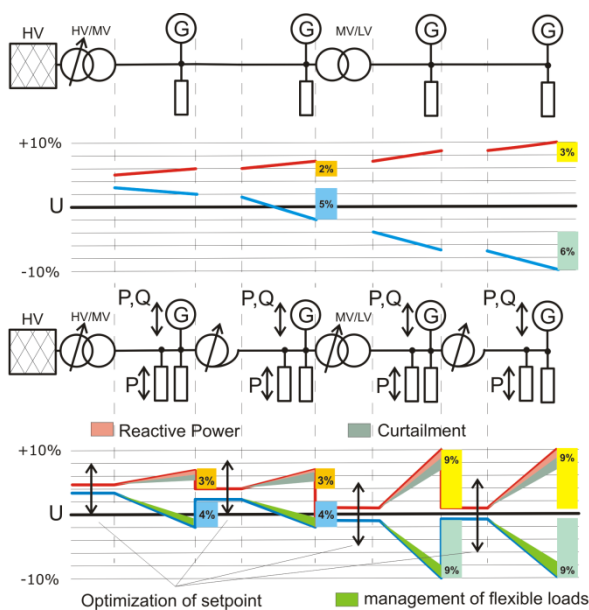 HV
HV/MV
G
G
MV/LV
G
G
+10%
2%
3%
U
5%
6%
-10%
HV
HV/MV
P,Q
G
P
P,Q
G
P
MV/LV
P,Q
G
P
P,Q
G
P
Reactive Power
Curtailment
+10%
3%
3%
9%
9%
U
4%
4%
9%
9%
-10%
Optimization of setpoint
management of flexible loads